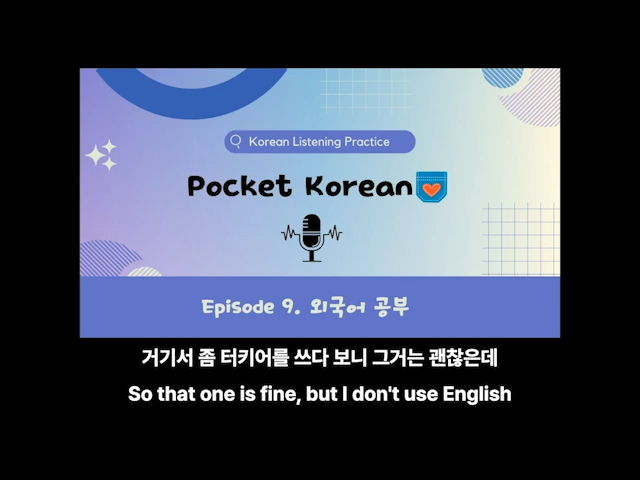 Korean Listening Practice
Pocket Korean
Episode 9. 외국어 공부
거기서 좀 터키어를 쓰다 보니 그거는 괜찮은데
So that one is fine, but I don't use English